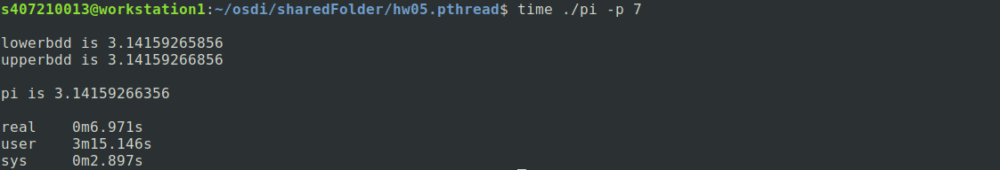 s407210013@workstation1:~/osdi/sharedFolder/hw05.pthread$ time ./pi -p 7
lowerbdd is 3.14159265856
upperbdd is 3.14159266856
pi is 3.14159266356
real    0m6.971s
user    3m15.146s
sys     0m2.897s